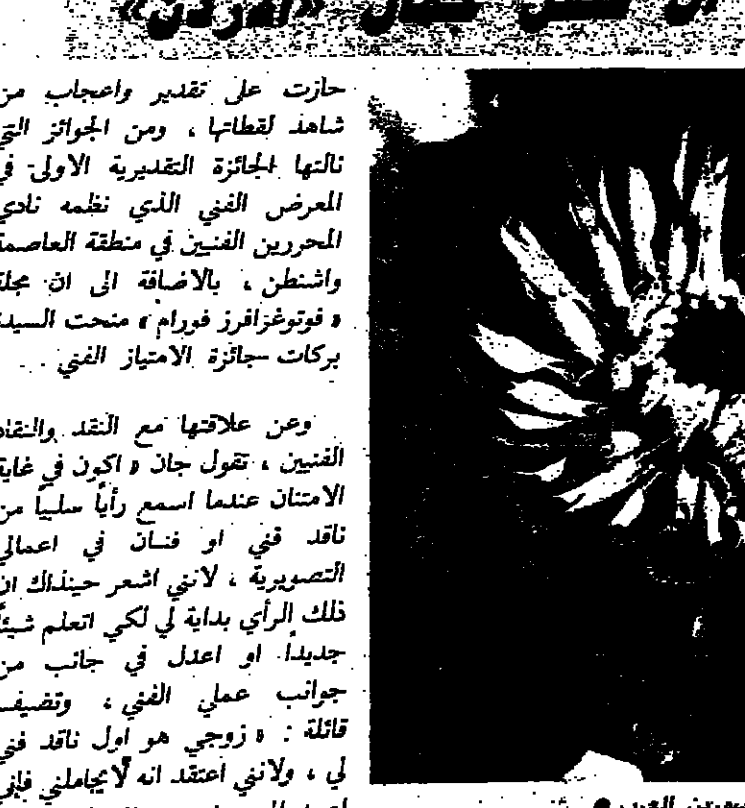 حازت على تقدير واعجاب من
شاهد لقطاتها ، ومن الجوائز التي
نالتها الجائزة التقديرية الاولى في
المعرض الفني الذي نظمه نادي
المحررين الفنيين في منطقة العاصمة
واشنطن ، بالاضافة الى ان مجلة
« فوتوغرافرز فورام » منحت السيدة
بركات جائزة الامتياز الفني .
وعن علاقتها مع النقد والنقاد
الفنيين ، تقول جان « اكون في غاية
الامتنان عندما اسمع رأياً سلبياً من
ناقد فني او فنان في اعمالي
التصويرية ، لانني اشعر حينذاك ان
ذلك الرأي بداية لي لكي اتعلم شيئاً
جديداً او اعدل في جانب من
جوانب عملي الفني ، وتضيف
قائلة : « زوجي هو اول ناقد فني
لي ، ولانني اعتقد انه لا يجاملني فإني